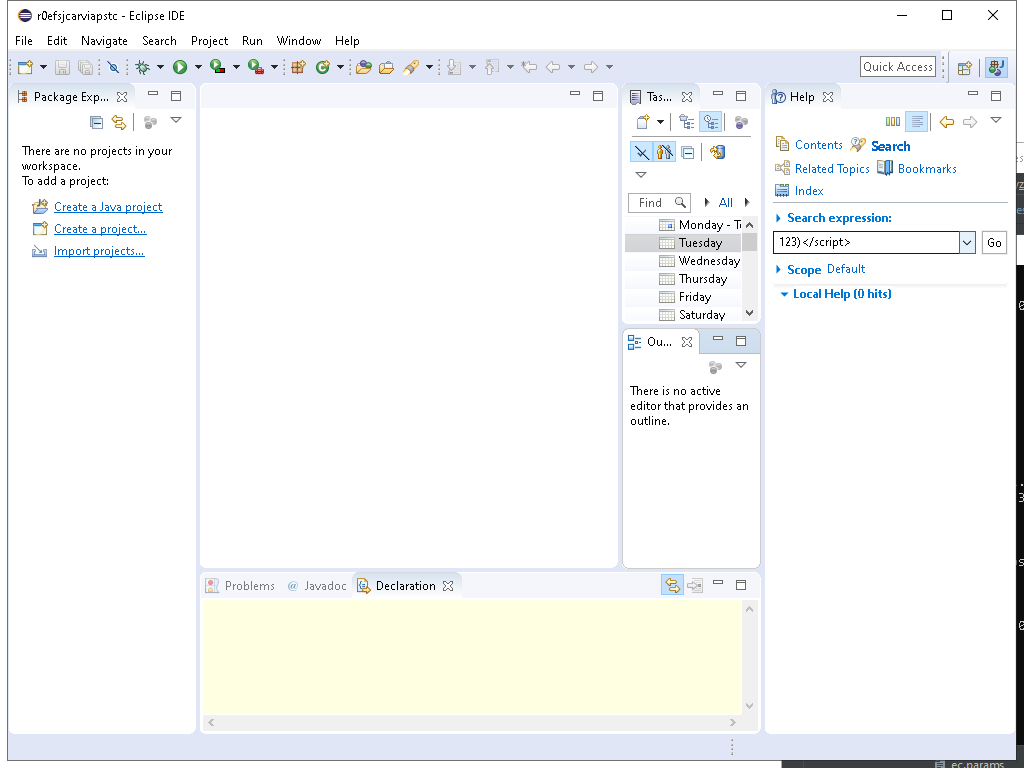 r0efsjcarviapstc - Eclipse IDE
File Edit Navigate Search Project Run Window Help
Quick Access
Package Exp...
There are no projects in your
workspace.
To add a project:
Create a Java project
Create a project...
Import projects...
Tas...
Find
All
Monday - T
Tuesday
Wednesday
Thursday
Friday
Saturday
Ou...
There is no active
editor that provides an
outline.
Help
Contents Search
Related Topics Bookmarks
Index
Search expression:
123)</script>
Go
Scope Default
Local Help (0 hits)
Problems @ Javadoc Declaration
ec.params